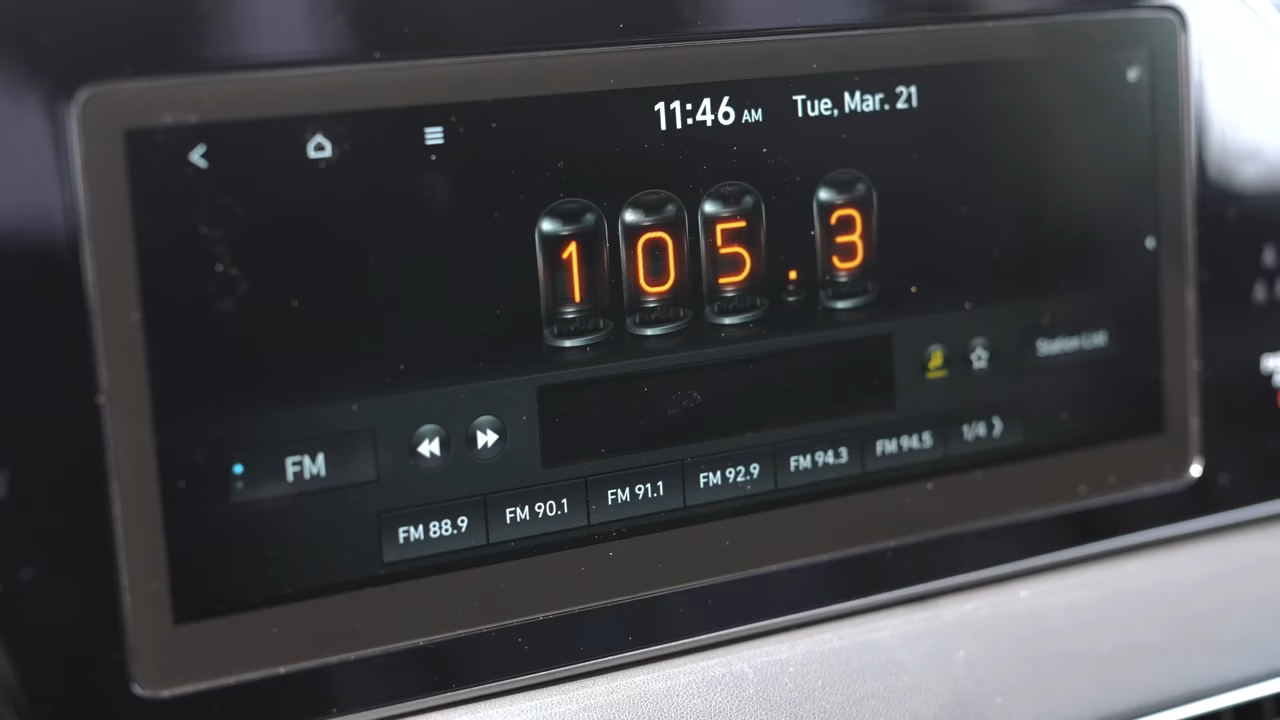 11:46 AM Tue, Mar. 21
105.3
Station List
FM
FM 88.9 FM 90.1 FM 91.1 FM 92.9 FM 94.3 FM 94.5 1/4